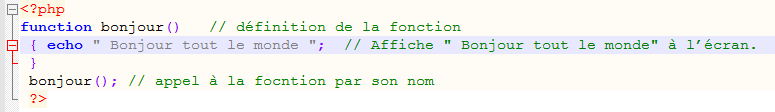 <?php
function bonjour()   // définition de la fonction
{ echo " Bonjour tout le monde ";  // Affiche " Bonjour tout le monde" à l’écran.
}
bonjour(); // appel à la focntion par son nom
?>